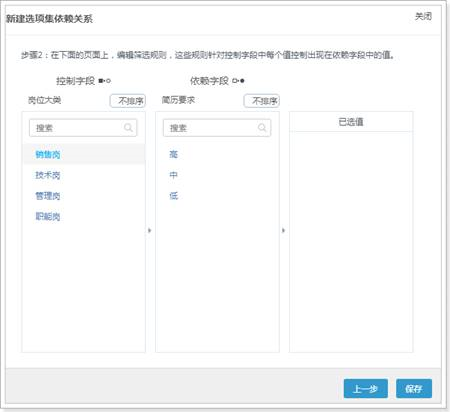 新建选项集依赖关系
关闭
步骤2：在下面的页面上，编辑筛选规则，这些规则针对控制字段中每个值控制出现在依赖字段中的值。
控制字段
依赖字段
岗位大类
不排序
简历要求
不排序
搜索
搜索
已选值
销售岗
高
技术岗
中
管理岗
低
职能岗
上一步
保存